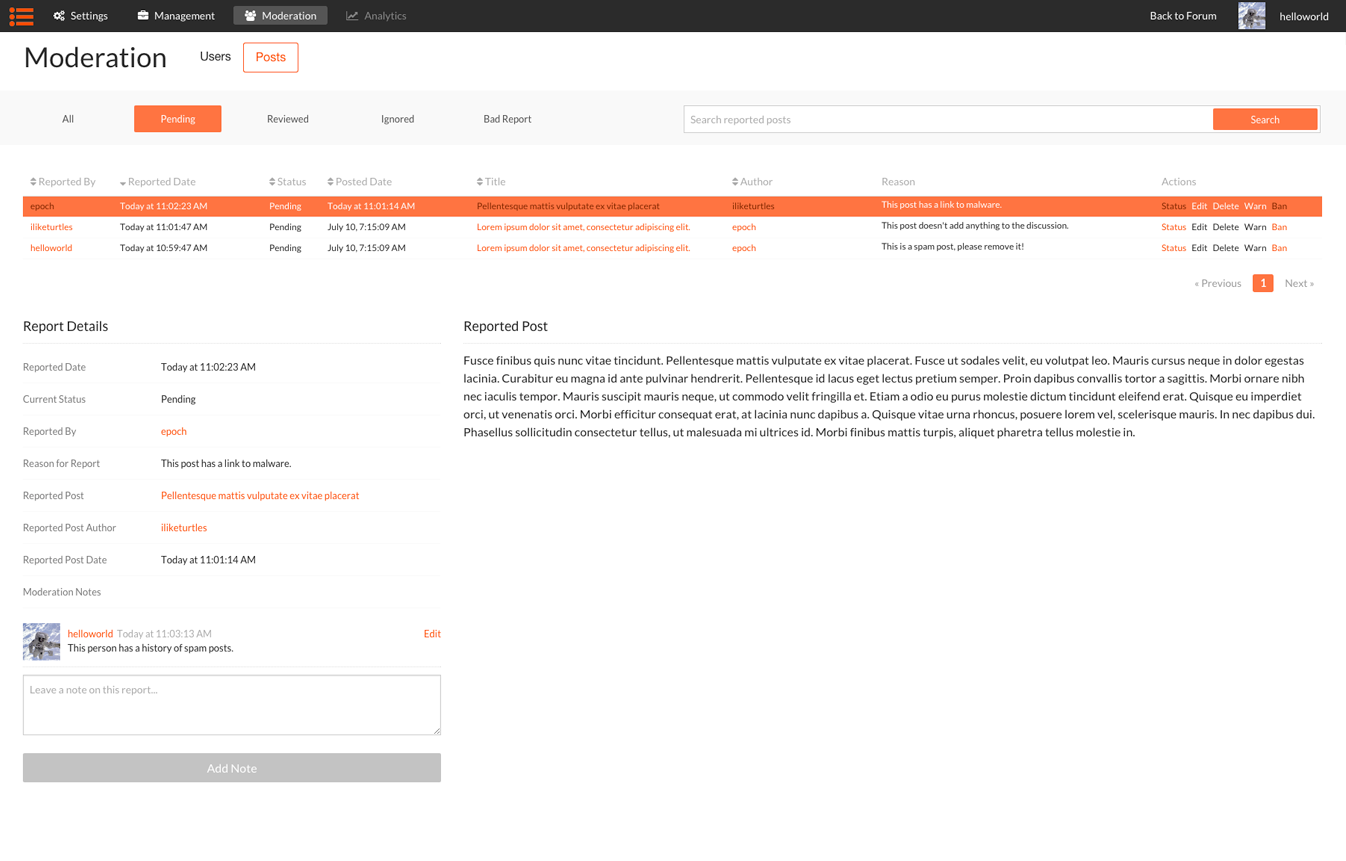 Settings Management Moderation Analytics Back to Forum helloworld
Moderation Users Posts
All Pending Reviewed Ignored Bad Report Search reported posts Search
Reported By Reported Date Status Posted Date Title Author Reason Actions
epoch Today at 11:02:23 AM Pending Today at 11:01:14 AM Pellentesque mattis vulputate ex vitae placerat iliketurtles This post has a link to malware. Status Edit Delete Warn Ban
iliketurtles Today at 11:01:47 AM Pending July 10, 7:15:09 AM Lorem ipsum dolor sit amet, consectetur adipiscing elit. epoch This post doesn't add anything to the discussion. Status Edit Delete Warn Ban
helloworld Today at 10:59:47 AM Pending July 10, 7:15:09 AM Lorem ipsum dolor sit amet, consectetur adipiscing elit. epoch This is a spam post, please remove it! Status Edit Delete Warn Ban
« Previous 1 Next »
Report Details
Reported Date Today at 11:02:23 AM
Current Status Pending
Reported By epoch
Reason for Report This post has a link to malware.
Reported Post Pellentesque mattis vulputate ex vitae placerat
Reported Post Author iliketurtles
Reported Post Date Today at 11:01:14 AM
Moderation Notes
helloworld Today at 11:03:13 AM Edit
This person has a history of spam posts.
Leave a note on this report...
Add Note
Reported Post
Fusce finibus quis nunc vitae tincidunt. Pellentesque mattis vulputate ex vitae placerat. Fusce ut sodales velit, eu volutpat leo. Mauris cursus neque in dolor egestas
lacinia. Curabitur eu magna id ante pulvinar hendrerit. Pellentesque id lacus eget lectus pretium semper. Proin dapibus convallis tortor a sagittis. Morbi ornare nibh
nec iaculis tempor. Mauris suscipit mauris neque, ut commodo velit fringilla et. Etiam a odio eu purus molestie dictum tincidunt eleifend erat. Quisque eu imperdiet
orci, ut venenatis orci. Morbi efficitur consequat erat, at lacinia nunc dapibus a. Quisque vitae urna rhoncus, posuere lorem vel, scelerisque mauris. In nec dapibus dui.
Phasellus sollicitudin consectetur tellus, ut malesuada mi ultrices id. Morbi finibus mattis turpis, aliquet pharetra tellus molestie in.